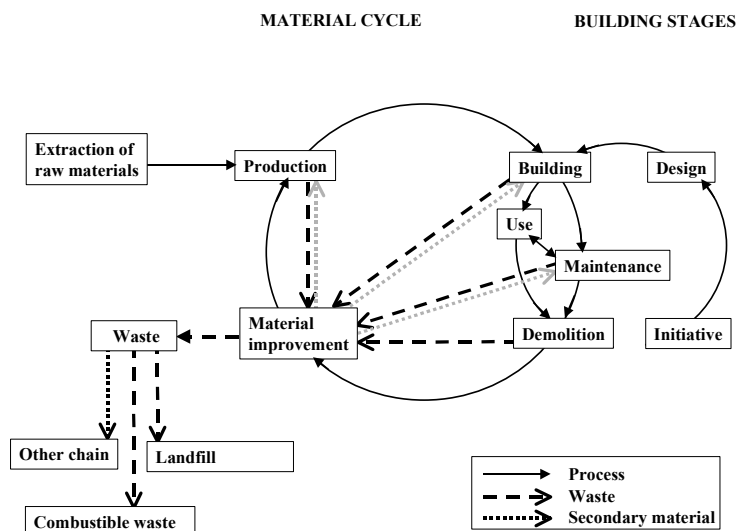 MATERIAL CYCLE
BUILDING STAGES
Extraction of
raw materials
Production
Building
Design
Use
Maintenance
Waste
Material
improvement
Demolition
Initiative
Other chain
Landfill
Combustible waste
Process
Waste
Secondary material